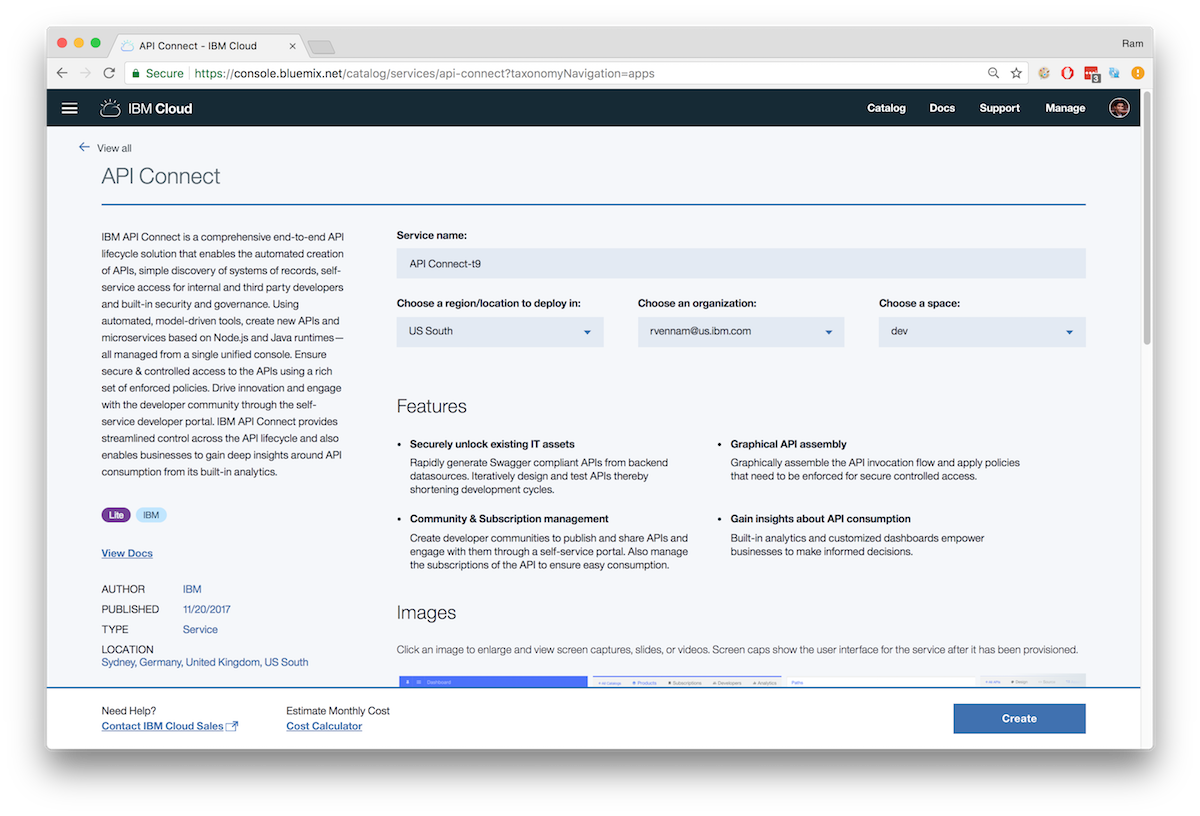 API Connect - IBM Cloud
Ram
Secure
https://console.bluemix.net/catalog/services/api-connect?taxonomyNavigation=apps
3
IBM Cloud
Catalog
Docs
Support
Manage
View all
API Connect
IBM API Connect is a comprehensive end-to-end API
lifecycle solution that enables the automated creation
of APIs, simple discovery of systems of records, self-
service access for internal and third party developers
and built-in security and governance. Using
automated, model-driven tools, create new APIs and
microservices based on Node.js and Java runtimes—
all managed from a single unified console. Ensure
secure & controlled access to the APIs using a rich
set of enforced policies. Drive innovation and engage
with the developer community through the self-
service developer portal. IBM API Connect provides
streamlined control across the API lifecycle and also
enables businesses to gain deep insights around API
consumption from its built-in analytics.
Lite
IBM
View Docs
AUTHOR IBM
PUBLISHED 11/20/2017
TYPE Service
LOCATION
Sydney, Germany, United Kingdom, US South
Service name:
API Connect-t9
Choose a region/location to deploy in:
US South
Choose an organization:
rvennam@us.ibm.com
Choose a space:
dev
Features
• Securely unlock existing IT assets
Rapidly generate Swagger compliant APIs from backend
datasources. Iteratively design and test APIs thereby
shortening development cycles.
• Graphical API assembly
Graphically assemble the API invocation flow and apply policies
that need to be enforced for secure controlled access.
• Community & Subscription management
Create developer communities to publish and share APIs and
engage with them through a self-service portal. Also manage
the subscriptions of the API to ensure easy consumption.
• Gain insights about API consumption
Built-in analytics and customized dashboards empower
businesses to make informed decisions.
Images
Click an image to enlarge and view screen captures, slides, or videos. Screen caps show the user interface for the service after it has been provisioned.
Dashboard
Products
Subscriptions
Developers
Analytics
Paths
Design
Need Help?
Contact IBM Cloud Sales
Estimate Monthly Cost
Cost Calculator
Create